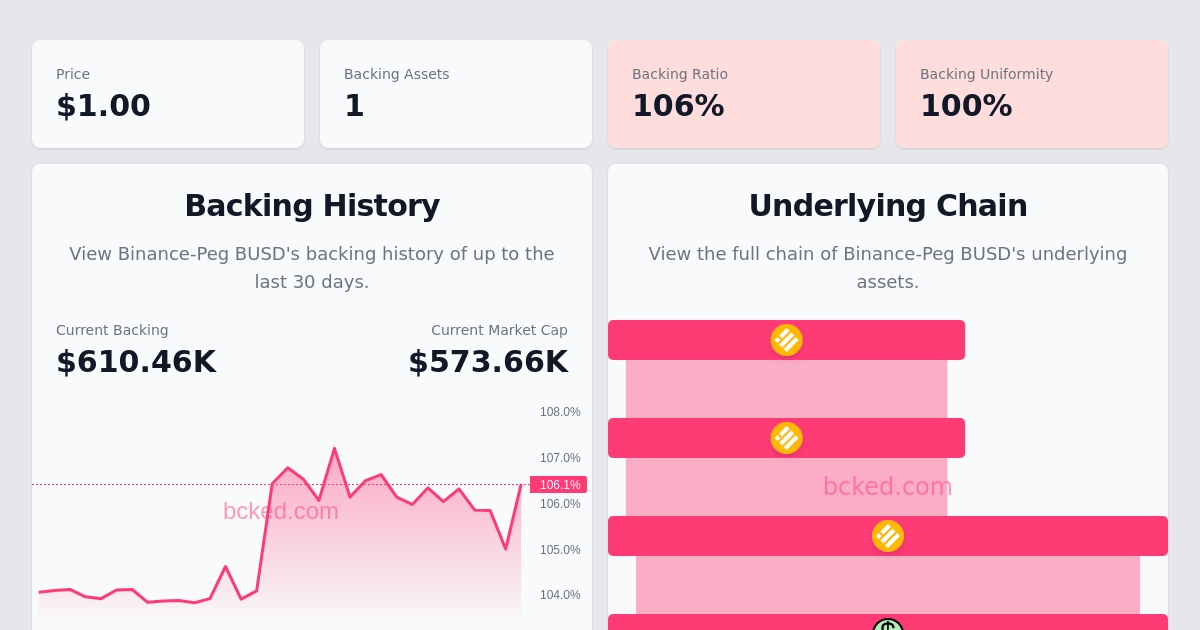 Price
$1.00
Backing Assets
1
Backing Ratio
106%
Backing Uniformity
100%
Backing History
View Binance-Peg BUSD's backing history of up to the
last 30 days.
Current Backing
$610.46K
Current Market Cap
$573.66K
108.0%
107.0%
106.1%
106.0%
105.0%
104.0%
bcked.com
Underlying Chain
View the full chain of Binance-Peg BUSD's underlying
assets.
bcked.com